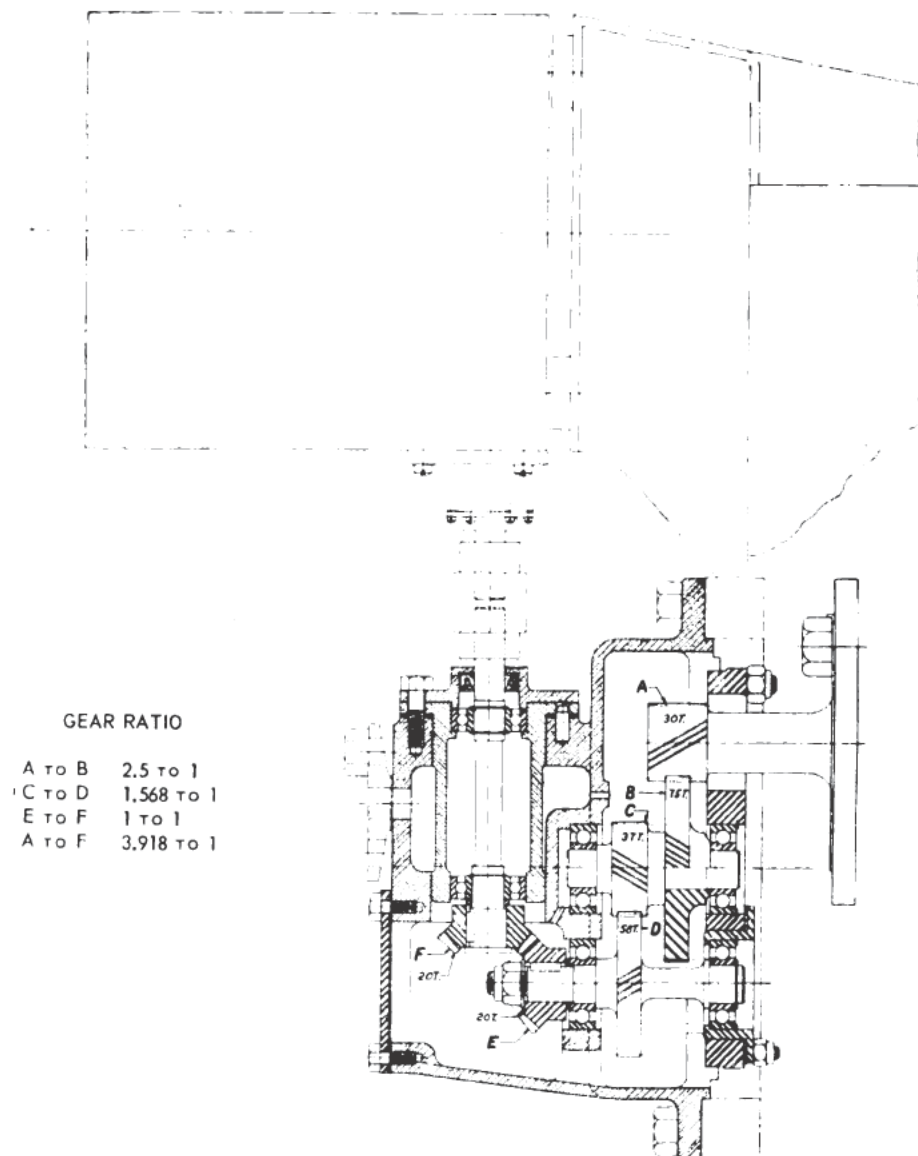 A
30T.
GEAR RATIO
A TO B 2.5 TO 1
C TO D 1.568 TO 1
E TO F 1 TO 1
A TO F 3.918 TO 1
B
75T.
C
37T.
58T.
D
F
20T.
20T.
E